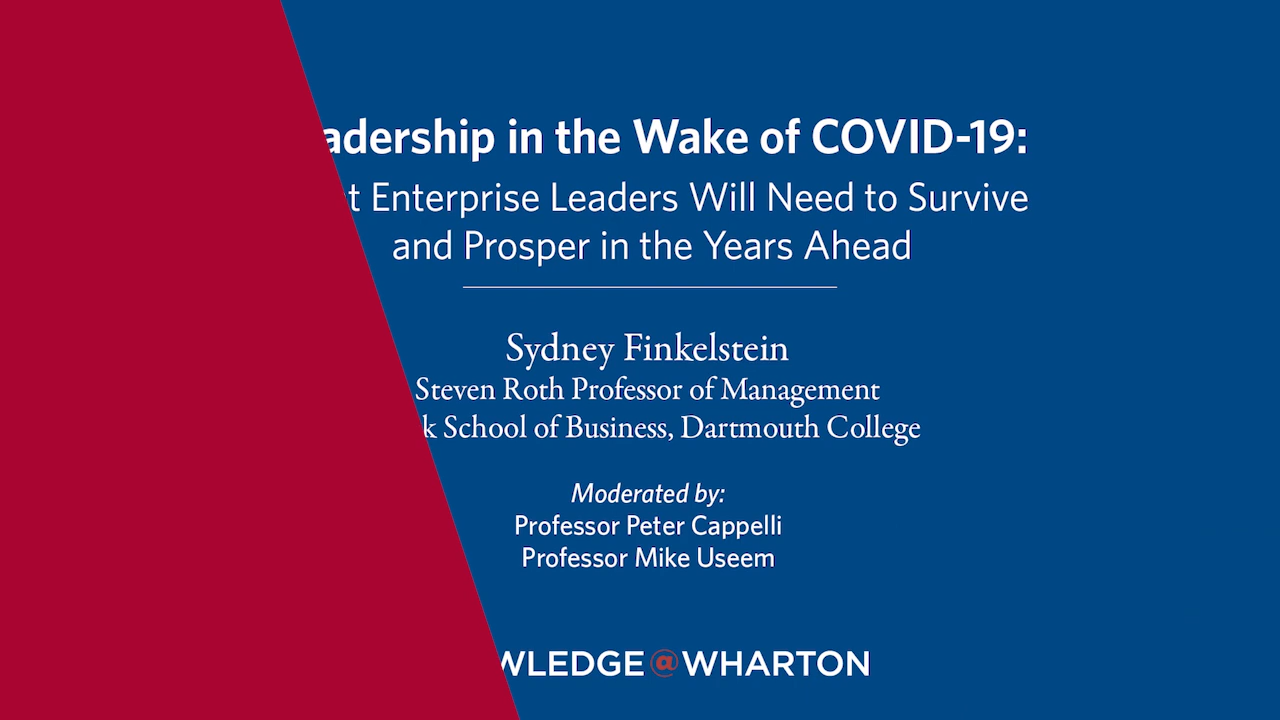 adership in the Wake of COVID-19:
t Enterprise Leaders Will Need to Survive
and Prosper in the Years Ahead
Sydney Finkelstein
Steven Roth Professor of Management
k School of Business, Dartmouth College
Moderated by:
Professor Peter Cappelli
Professor Mike Useem
WLEDGE@WHARTON